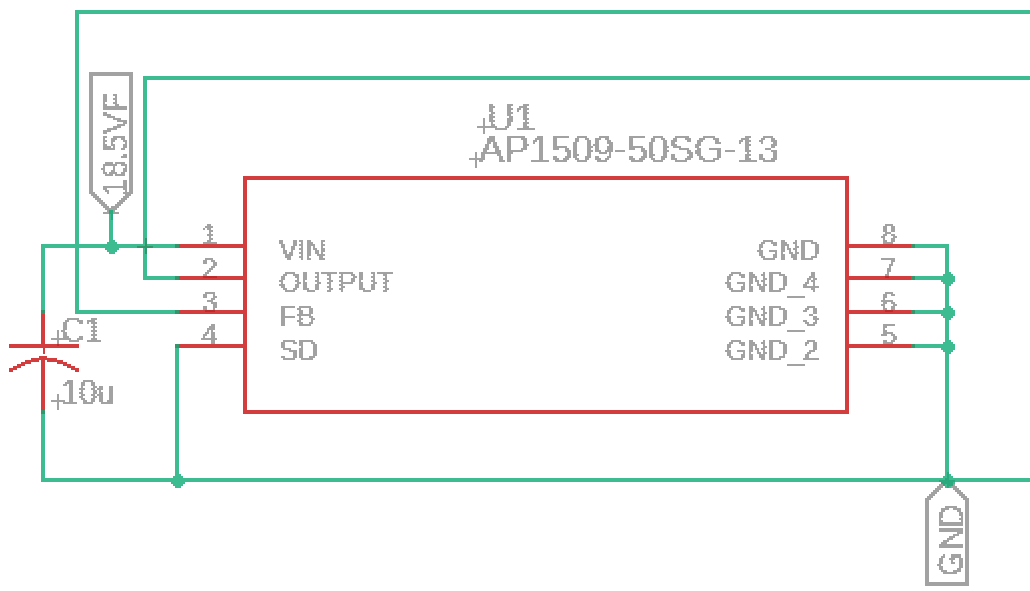 18.5VF
U1
AP1509-50SG-13
1 VIN GND 8
2 OUTPUT GND_4 7
3 FB GND_3 6
4 SD GND_2 5
C1
10u
GND